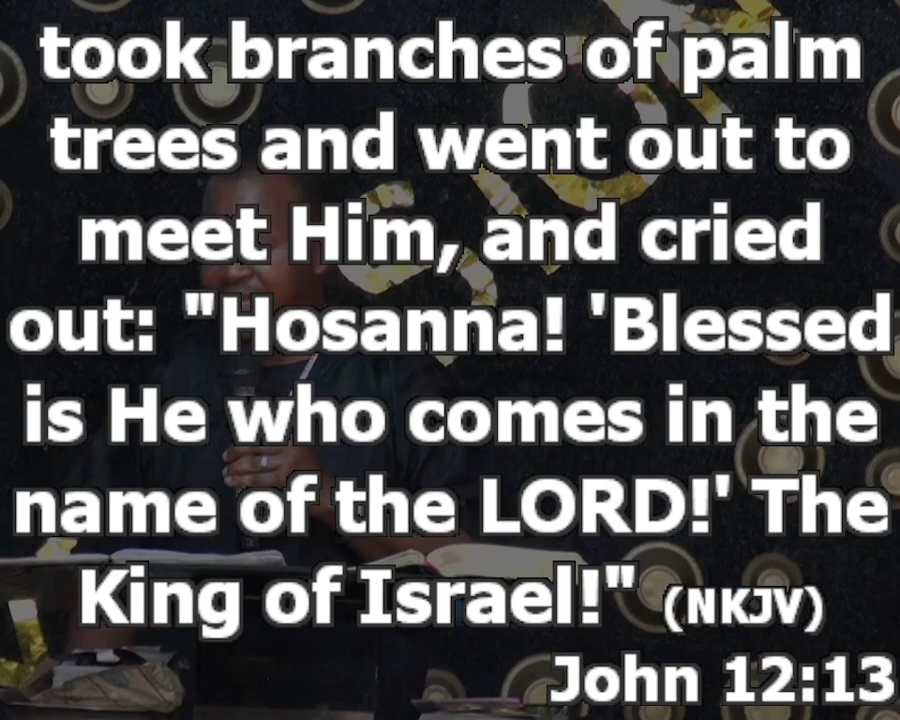 took branches of palm
trees and went out to
meet Him, and cried
out: "Hosanna! 'Blessed
is He who comes in the
name of the LORD!' The
King of Israel!" (NKJV)
John 12:13